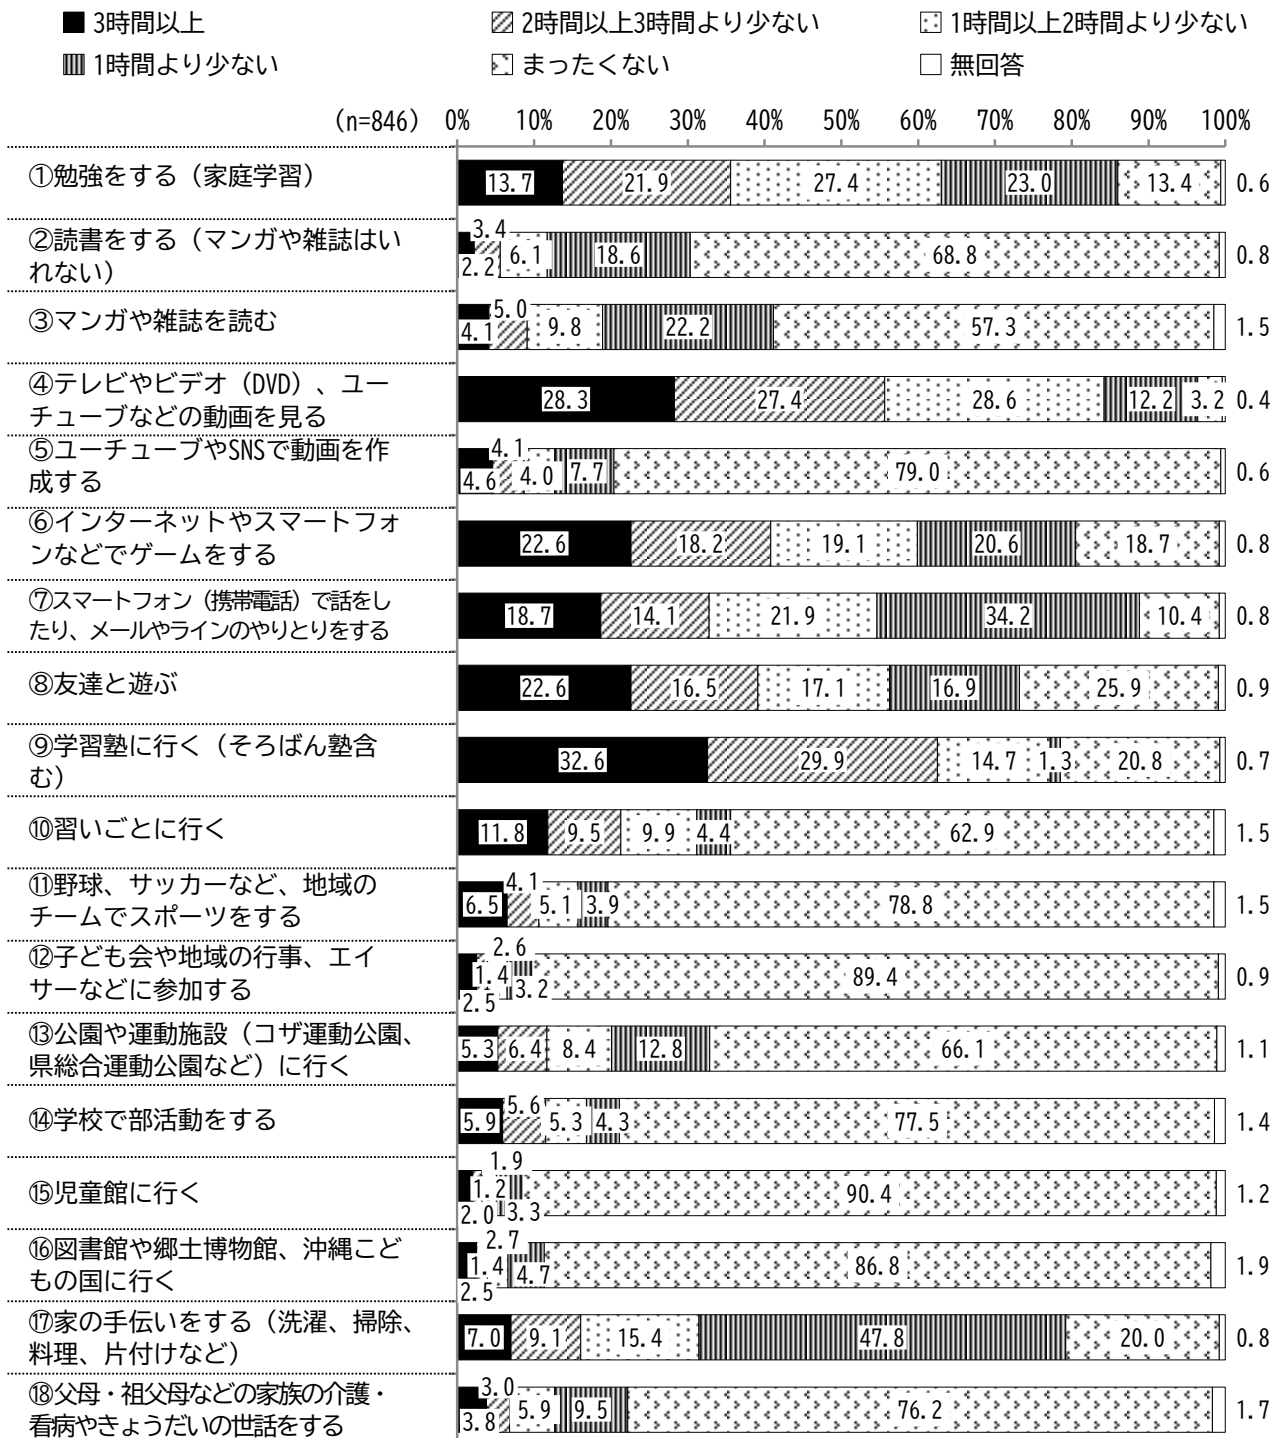 ■ 3時間以上
2時間以上3時間より少ない
1時間以上2時間より少ない
1時間より少ない
まったくない
無回答
(n=846) 0% 10% 20% 30% 40% 50% 60% 70% 80% 90% 100%
①勉強をする（家庭学習）
13.7 21.9 27.4 23.0 13.4 0.6
②読書をする（マンガや雑誌はい
れない）
3.4
2.2 6.1 18.6 68.8 0.8
③マンガや雑誌を読む
5.0
4.1 9.8 22.2 57.3 1.5
④テレビやビデオ（DVD）、ユー
チューブなどの動画を見る
28.3 27.4 28.6 12.2 3.2 0.4
⑤ユーチューブやSNSで動画を作
成する
4.1
4.6 4.0 7.7 79.0 0.6
⑥インターネットやスマートフォ
ンなどでゲームをする
22.6 18.2 19.1 20.6 18.7 0.8
⑦スマートフォン（携帯電話）で話をし
たり、メールやラインのやりとりをする
18.7 14.1 21.9 34.2 10.4 0.8
⑧友達と遊ぶ
22.6 16.5 17.1 16.9 25.9 0.9
⑨学習塾に行く（そろばん塾含
む）
32.6 29.9 14.7 1.3 20.8 0.7
⑩習いごとに行く
11.8 9.5 9.9 4.4 62.9 1.5
⑪野球、サッカーなど、地域の
チームでスポーツをする
4.1
6.5 5.1 3.9 78.8 1.5
⑫子ども会や地域の行事、エイ
サーなどに参加する
2.6
1.4 3.2 89.4 0.9
2.5
⑬公園や運動施設（コザ運動公園、
県総合運動公園など）に行く
5.3 6.4 8.4 12.8 66.1 1.1
⑭学校で部活動をする
5.6
5.9 5.3 4.3 77.5 1.4
⑮児童館に行く
1.9
1.2 90.4 1.2
2.0 3.3
⑯図書館や郷土博物館、沖縄こど
もの国に行く
2.7
1.4 4.7 86.8 1.9
2.5
⑰家の手伝いをする（洗濯、掃除、
料理、片付けなど）
7.0 9.1 15.4 47.8 20.0 0.8
⑱父母・祖父母などの家族の介護・
看病やきょうだいの世話をする
3.0
3.8 5.9 9.5 76.2 1.7